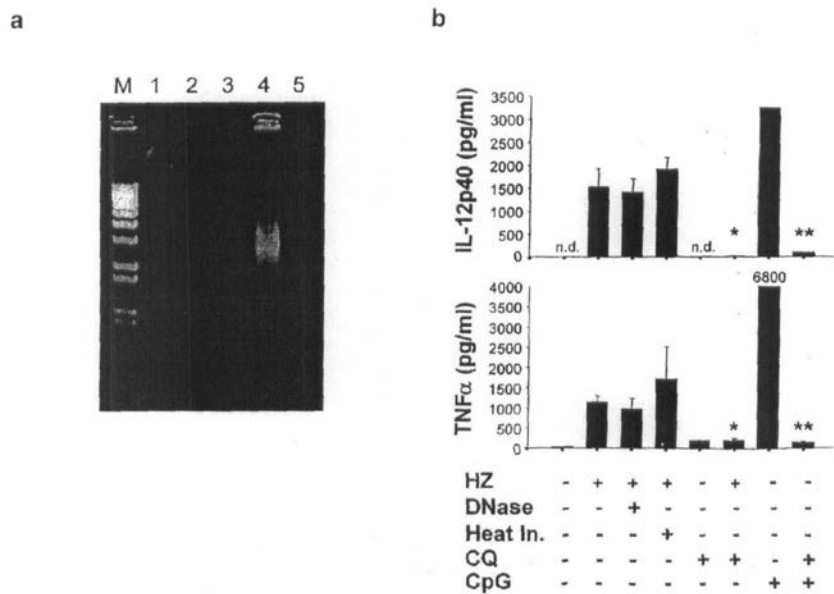 a
M 1 2 3 4 5
b
IL-12p40 (pg/ml)
3500
3000
2500
2000
1500
1000
500
0
n.d.
n.d.
*
**
TNFα (pg/ml)
4000
3500
3000
2500
2000
1500
1000
500
0
6800
*
**
HZ - + + + - + - -
DNase - - + - - - - -
Heat In. - - - + - - - -
CQ - - - - + + - +
CpG - - - - - - + +